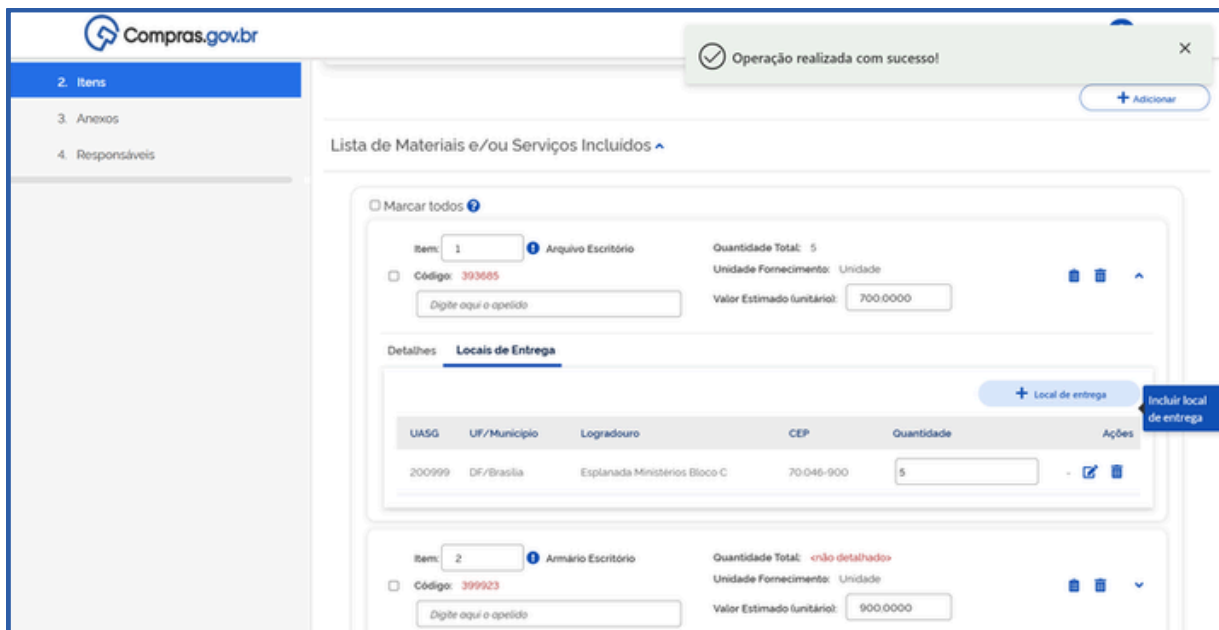 Compras.gov.br
Operação realizada com sucesso!
2. Itens
3. Anexos
4. Responsáveis
Adicionar
Lista de Materiais e/ou Serviços Incluídos
Marcar todos
Item: 1 Arquivo Escritório Quantidade Total: 5
Código: 393685 Unidade Fornecimento: Unidade
Digite aqui o apelido Valor Estimado (unitário): 700.0000
Detalhes Locais de Entrega
Local de entrega
Incluir local
de entrega
UASG UF/Município Logradouro CEP Quantidade Ações
200999 DF/Brasília Esplanada Ministérios Bloco C 70.046-900 5 -
Item: 2 Armário Escritório Quantidade Total: <não detalhado>
Código: 399923 Unidade Fornecimento: Unidade
Digite aqui o apelido Valor Estimado (unitário): 900.0000